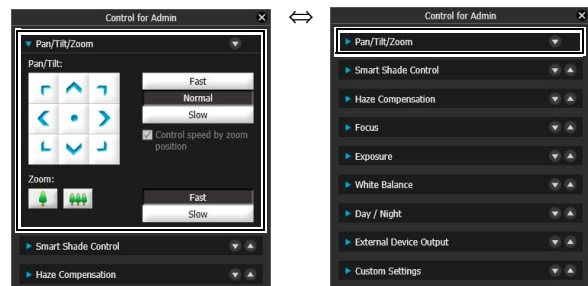 Control for Admin
Pan/Tilt/Zoom
Pan/Tilt:
Fast
Normal
Slow
Control speed by zoom
position
Zoom:
Fast
Slow
Smart Shade Control
Haze Compensation
Control for Admin
Pan/Tilt/Zoom
Smart Shade Control
Haze Compensation
Focus
Exposure
White Balance
Day / Night
External Device Output
Custom Settings